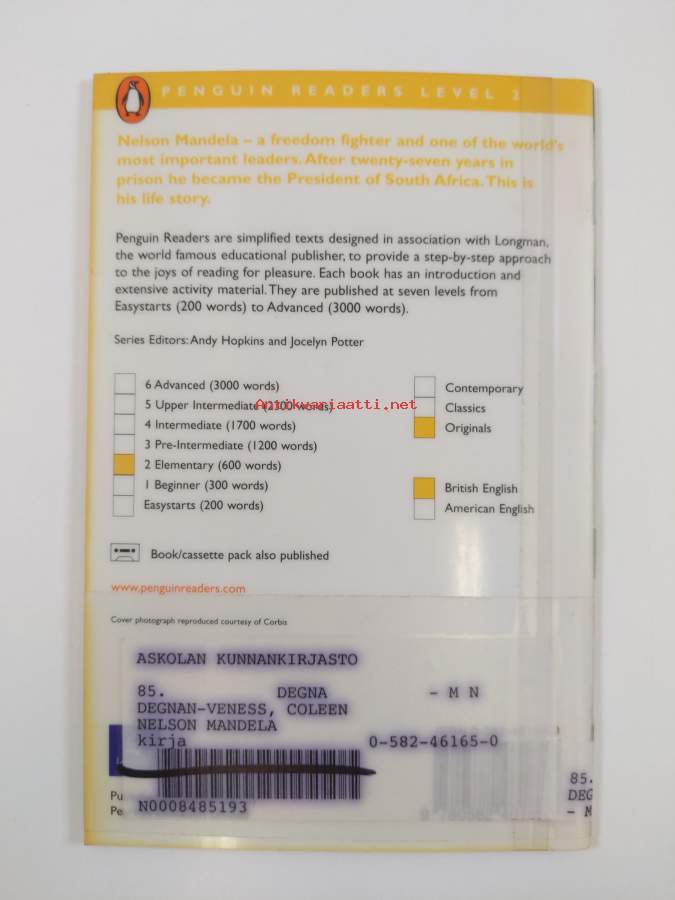 PENGUIN READERS LEVEL 2
Nelson Mandela – a freedom fighter and one of the world's
most important leaders. After twenty-seven years in
prison he became the President of South Africa. This is
his life story.
Penguin Readers are simplified texts designed in association with Longman,
the world famous educational publisher, to provide a step-by-step approach
to the joys of reading for pleasure. Each book has an introduction and
extensive activity material. They are published at seven levels from
Easystarts (200 words) to Advanced (3000 words).
Series Editors: Andy Hopkins and Jocelyn Potter
6 Advanced (3000 words)
5 Upper Intermediate (2300 words)
4 Intermediate (1700 words)
3 Pre-Intermediate (1200 words)
2 Elementary (600 words)
1 Beginner (300 words)
Easystarts (200 words)
Contemporary
Classics
Originals
British English
American English
Antikvariaatti.net
Book/cassette pack also published
www.penguinreaders.com
Cover photograph reproduced courtesy of Corbis
ASKOLAN KUNNANKIRJASTO
85. DEGNA - M N
DEGNAN-VENESS, COLEEN
NELSON MANDELA
kirja 0-582-46165-0
N0008485193
Pu
Pe
85.
DEG
- M